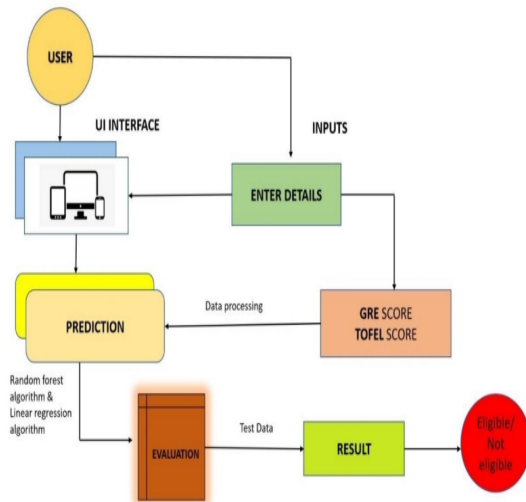 USER
UI INTERFACE
INPUTS
ENTER DETAILS
GRE SCORE
TOFEL SCORE
Data processing
PREDICTION
Random forest
algorithm &
Linear regression
algorithm
EVALUATION
Test Data
RESULT
Eligible/
Not
eligible